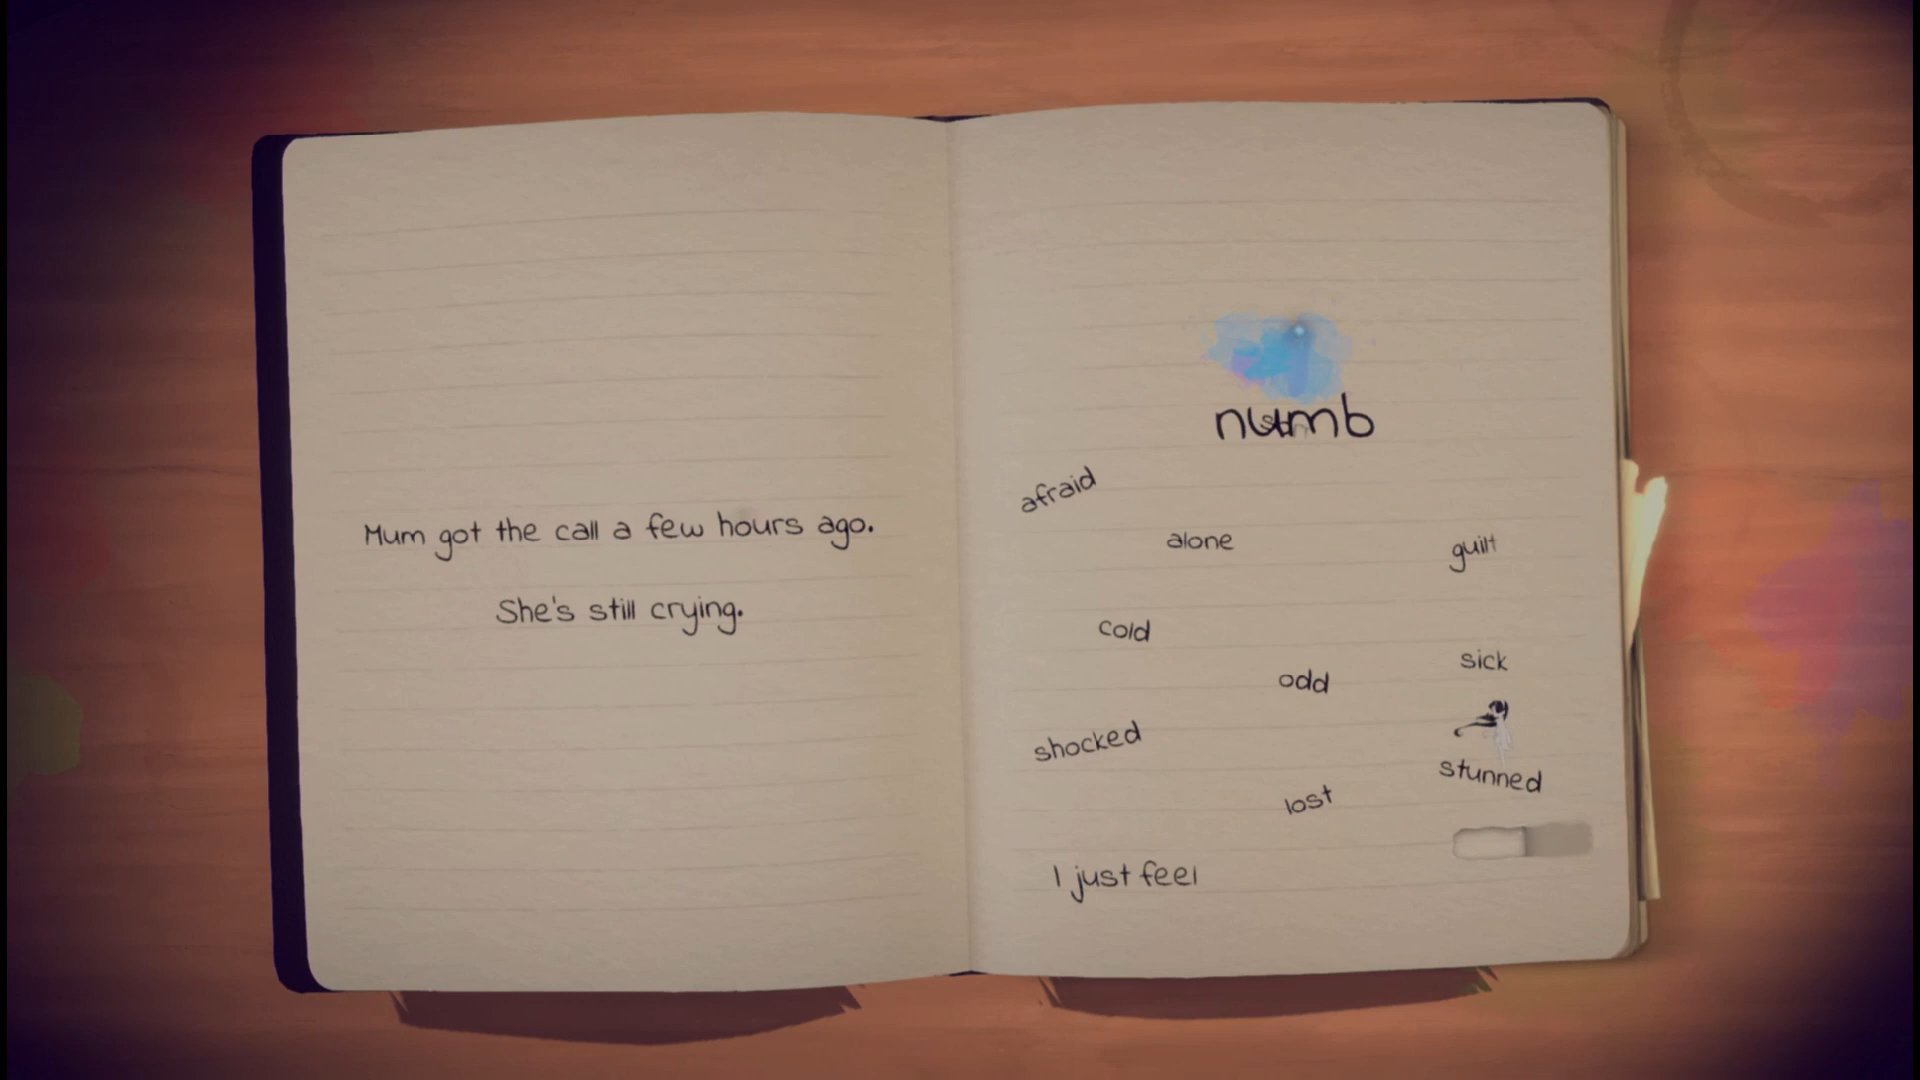 Mum got the call a few hours ago.
She's still crying.
numb
afraid
alone
guilt
cold
sick
odd
shocked
stunned
lost
I just feel